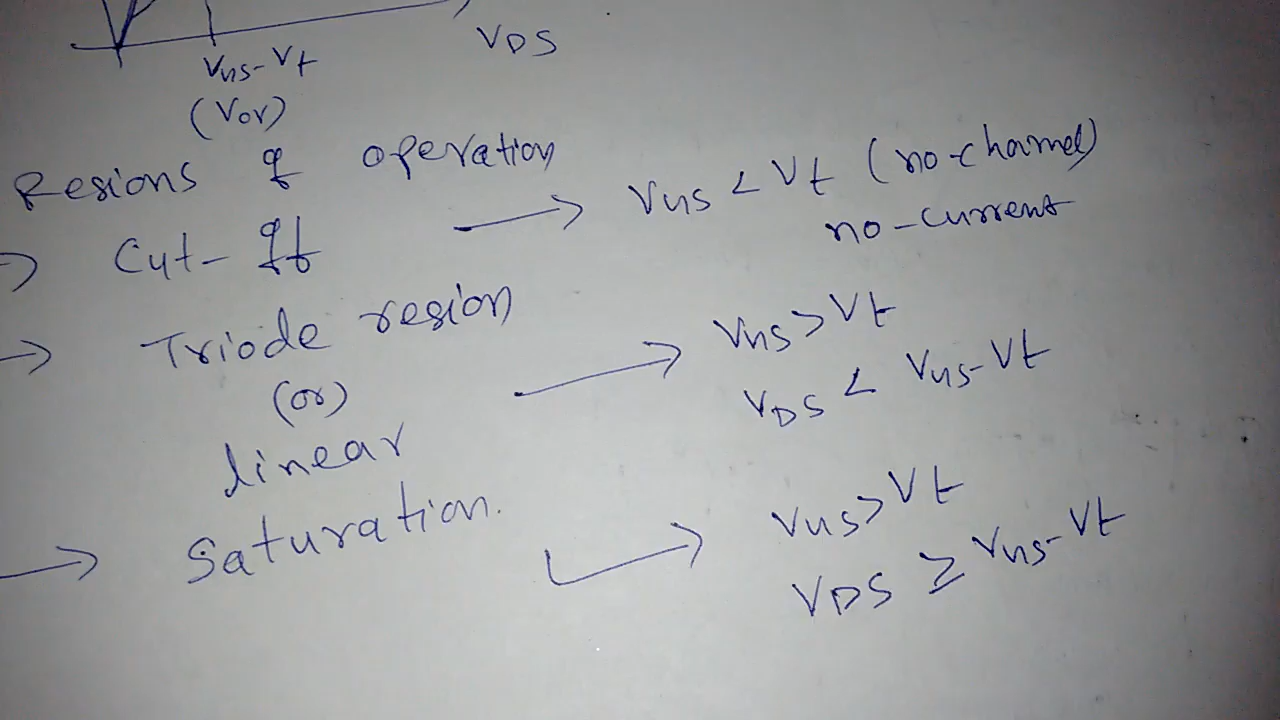 VDS
VGS-Vt
(Vov)
Regions of operation
→ Cut-off → VGS < Vt (no-channel)
no-current
→ Triode region → VGS > Vt
(or) VDS < VGS-Vt
linear
→ Saturation. → VGS > Vt
VDS ≥ VGS-Vt